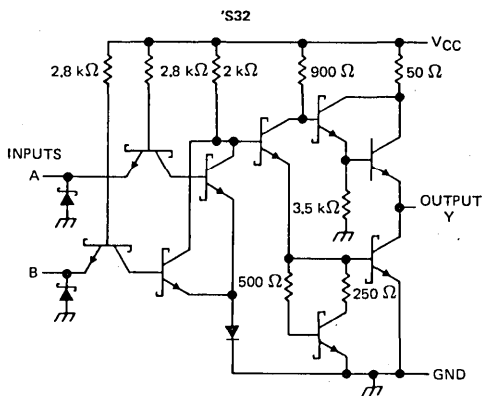 'S32
VCC
2.8 kΩ
2.8 kΩ
2 kΩ
900 Ω
50 Ω
INPUTS
A
3.5 kΩ
OUTPUT
Y
B
500 Ω
250 Ω
GND